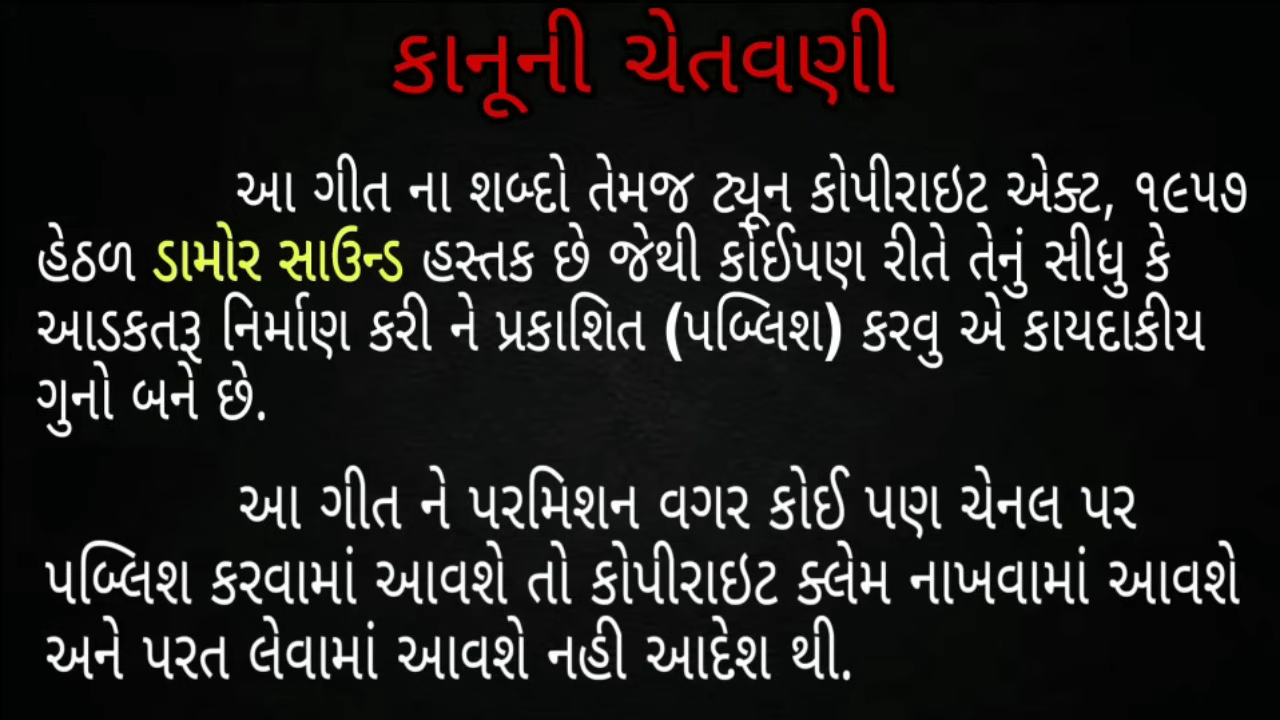 કાનૂની ચેતવણી
આ ગીત ના શબ્દો તેમજ ટ્યૂન કોપીરાઇટ એક્ટ, ૧૯૫૭
હેઠળ ડામોર સાઉન્ડ હસ્તક છે જેથી કોઈપણ રીતે તેનું સીધુ કે
આડકતરૂ નિર્માણ કરી ને પ્રકાશિત (પબ્લિશ) કરવુ એ કાયદાકીય
ગુનો બને છે.
આ ગીત ને પરમિશન વગર કોઈ પણ ચેનલ પર
પબ્લિશ કરવામાં આવશે તો કોપીરાઇટ ક્લેમ નાખવામાં આવશે
અને પરત લેવામાં આવશે નહી આદેશ થી.